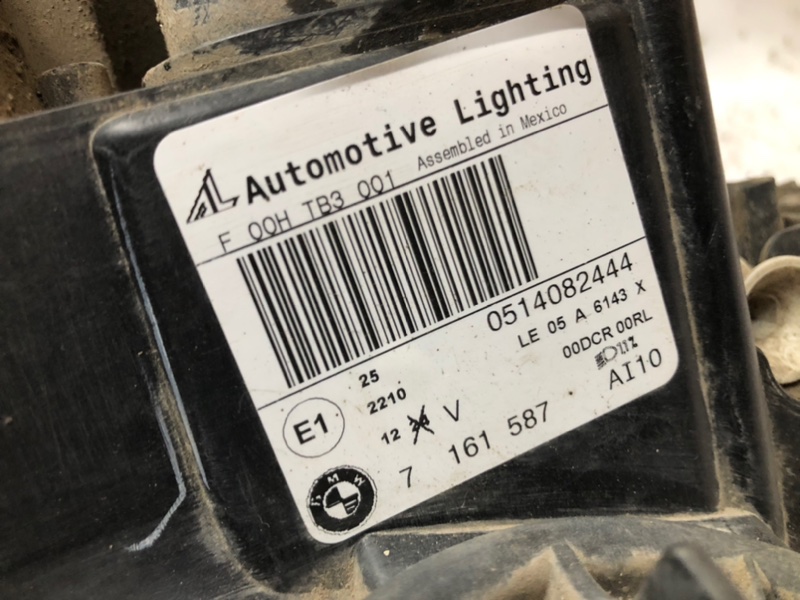 AL Automotive Lighting
F 00H TB3 001 Assembled in Mexico
0514082444
25
LE 05 A 6143 X
2210
00DCR 00RL
E1
12 V
AI10
BMW
7 161 587